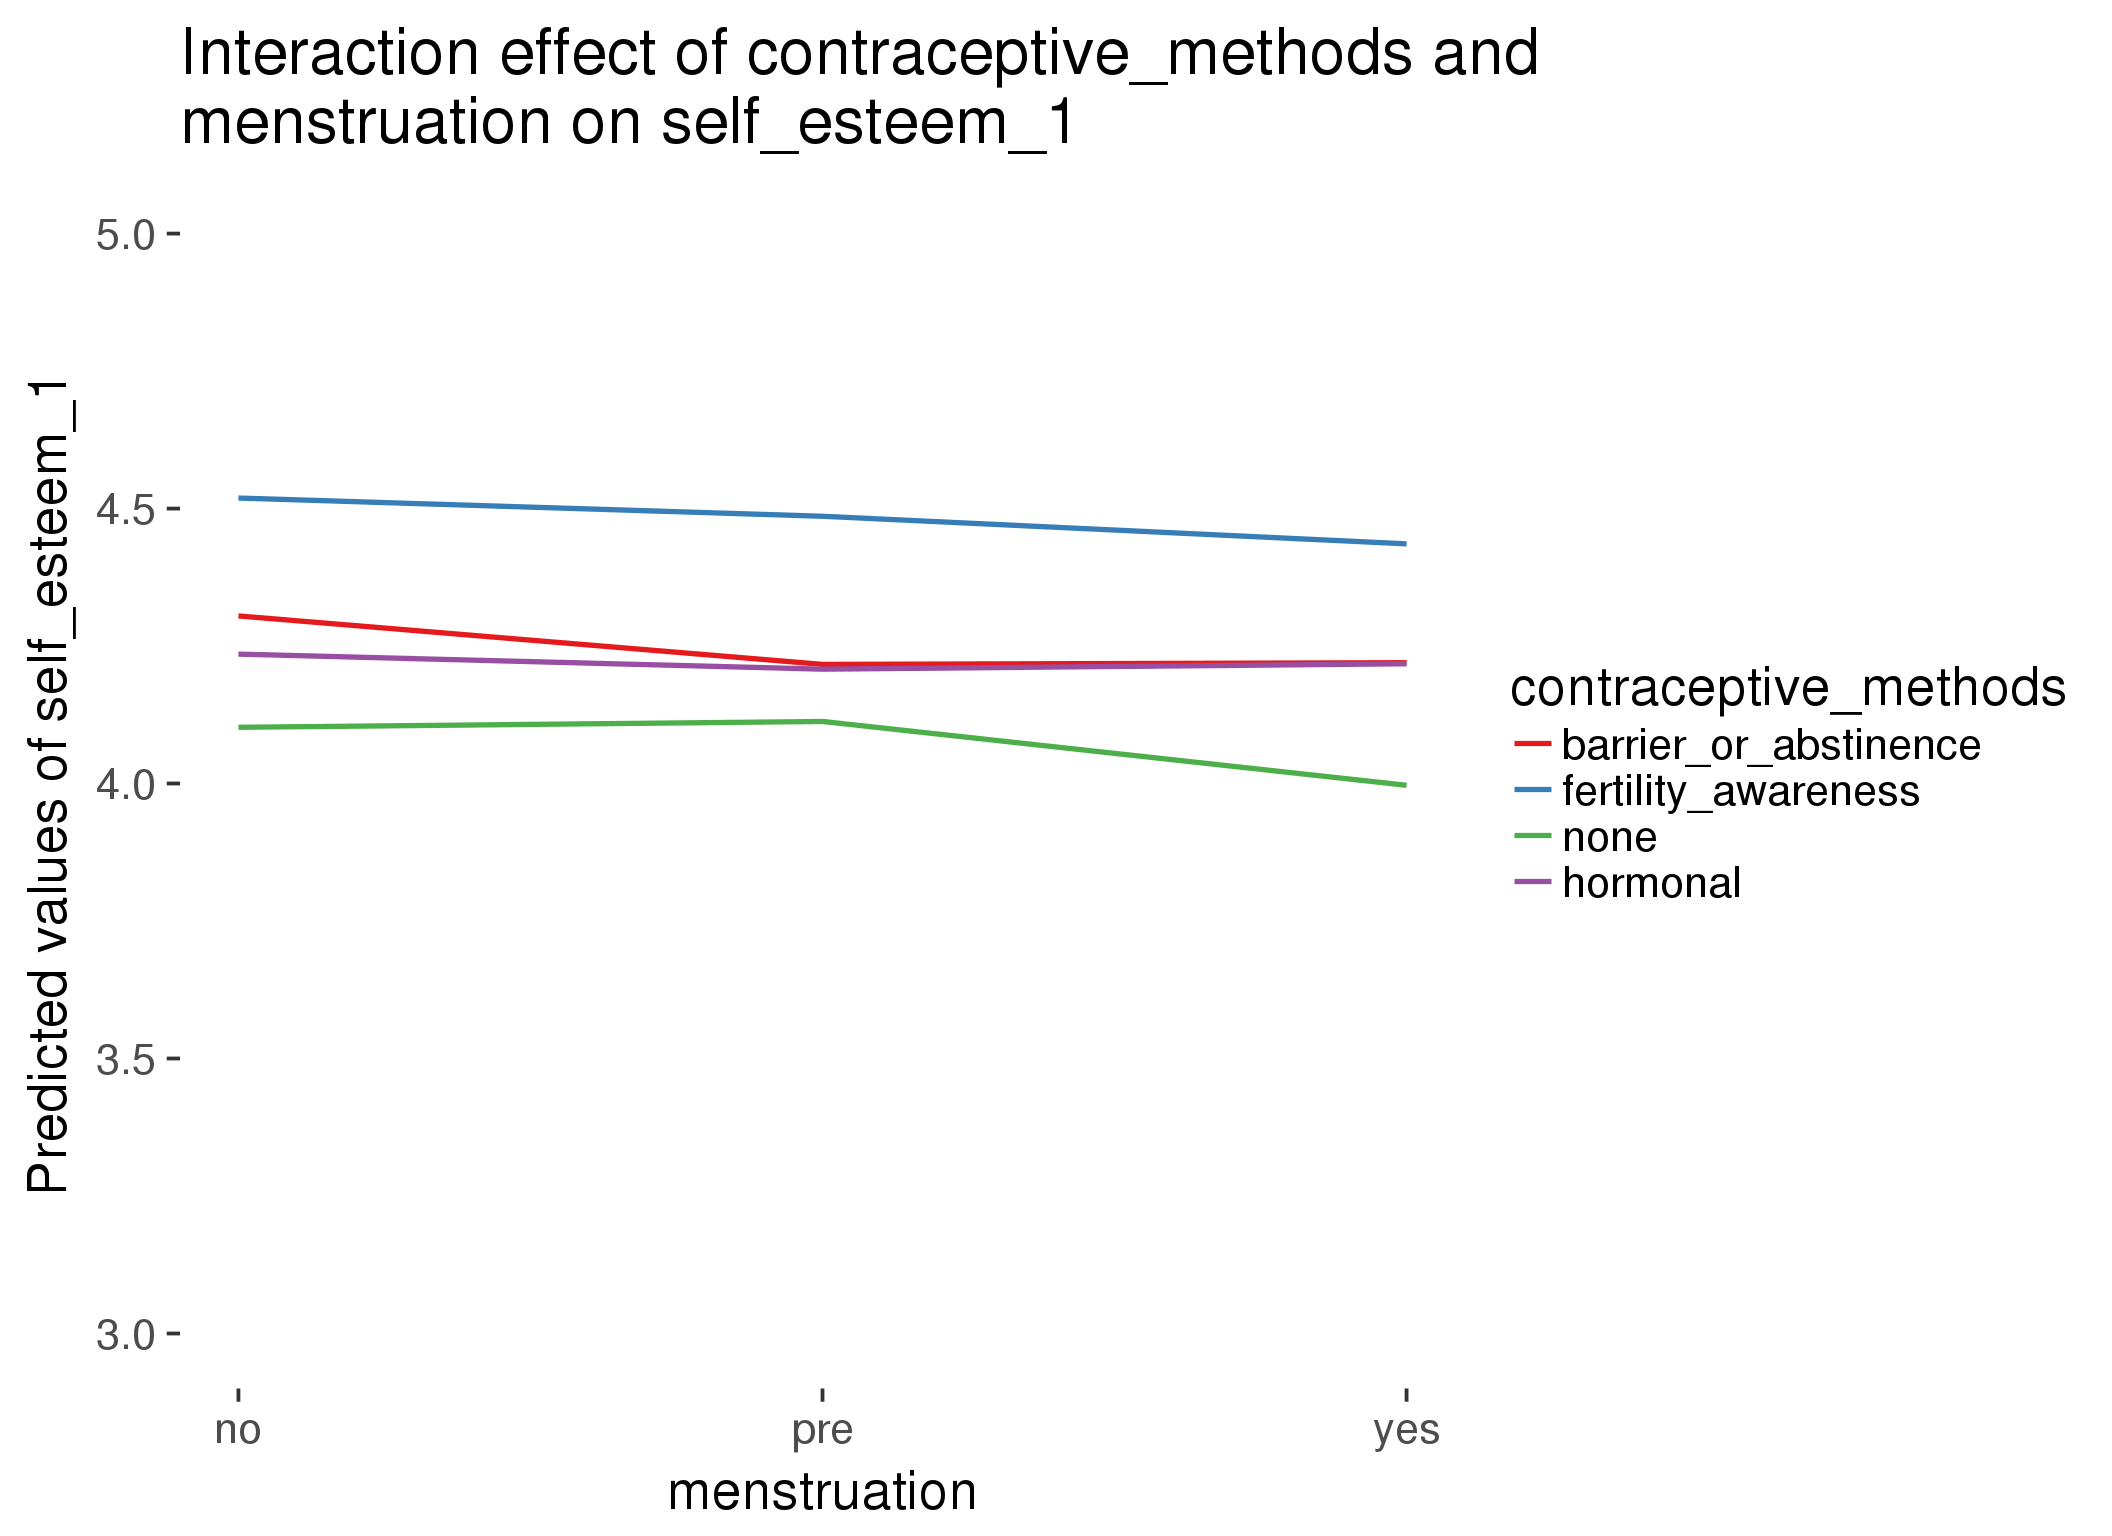 Interaction effect of contraceptive_methods and
menstruation on self_esteem_1
Predicted values of self_esteem_1
5.0
4.5
4.0
3.5
3.0
no
pre
yes
menstruation
contraceptive_methods
barrier_or_abstinence
fertility_awareness
none
hormonal